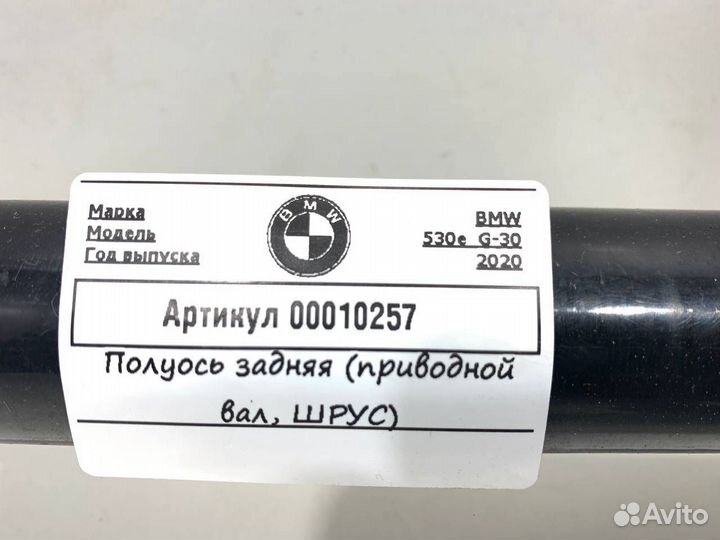 Марка BMW
Модель 530e G-30
Год выпуска 2020
BMW
Артикул 00010257
Полуось задняя (приводной
вал, ШРУС)
Avito